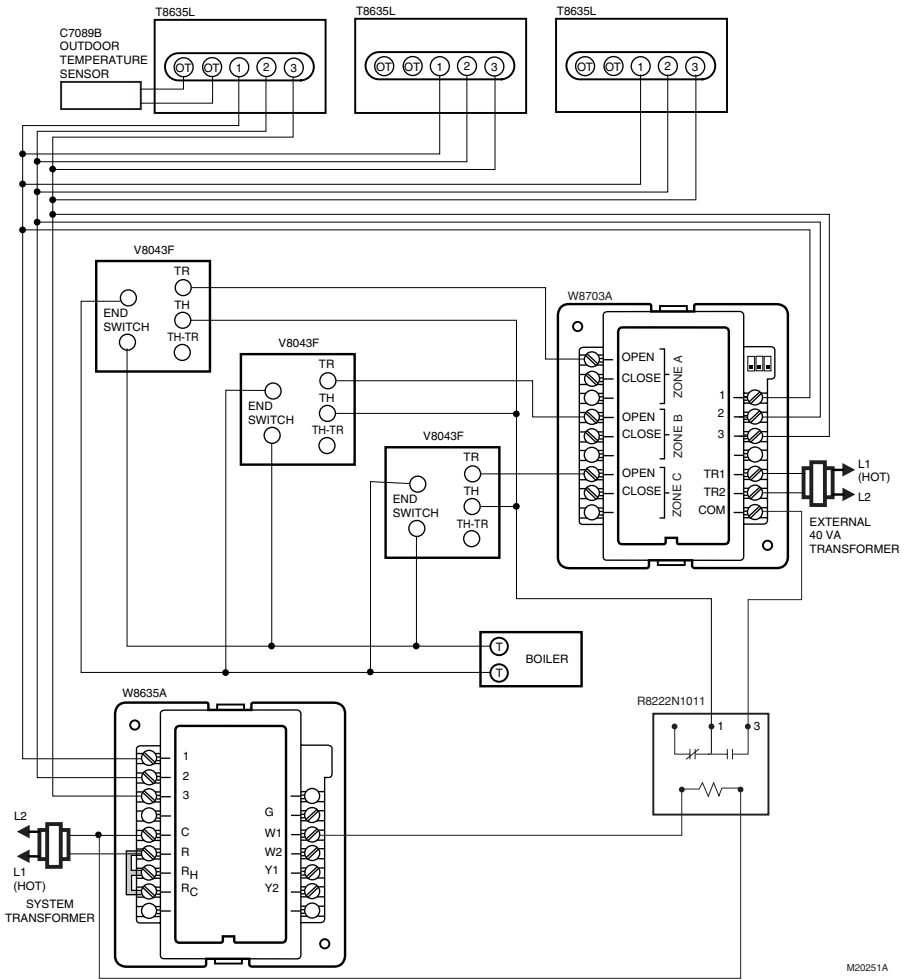 T8635L
T8635L
T8635L
C7089B
OUTDOOR
TEMPERATURE
SENSOR
OT OT 1 2 3
OT OT 1 2 3
OT OT 1 2 3
V8043F
TR
TH
TH-TR
END
SWITCH
V8043F
TR
TH
TH-TR
END
SWITCH
V8043F
TR
TH
TH-TR
END
SWITCH
W8703A
OPEN
CLOSE
ZONE A
OPEN
CLOSE
ZONE B
OPEN
CLOSE
ZONE C
1
2
3
TR1
TR2
COM
L1
(HOT)
L2
EXTERNAL
40 VA
TRANSFORMER
T
T
BOILER
W8635A
1
2
3
C
R
RH
RC
G
W1
W2
Y1
Y2
L2
L1
(HOT)
SYSTEM
TRANSFORMER
R8222N1011
1 3
M20251A